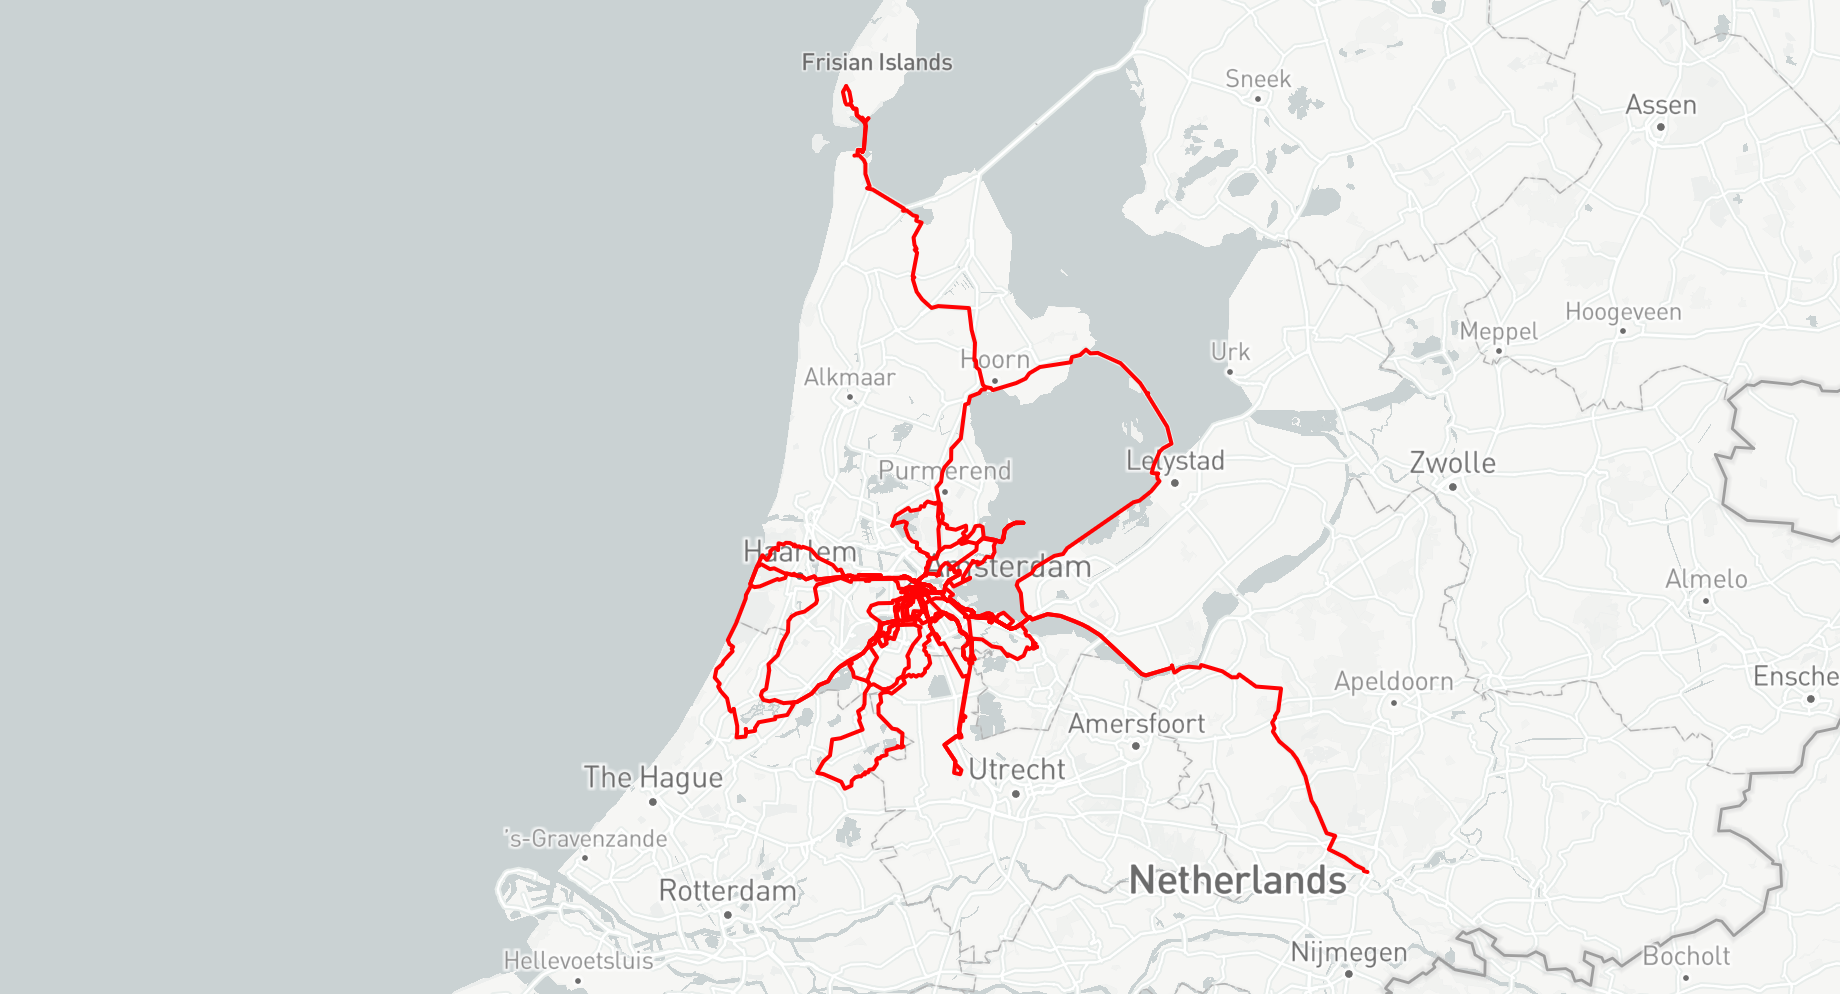 Frisian Islands
Sneek
Assen
Hoogeveen
Meppel
Urk
Hoorn
Alkmaar
Lelystad
Zwolle
Purmerend
Haarlem
Amsterdam
Almelo
Ensche
Apeldoorn
Amersfoort
Utrecht
The Hague
's-Gravenzande
Netherlands
Rotterdam
Nijmegen
Bocholt
Hellevoetsluis